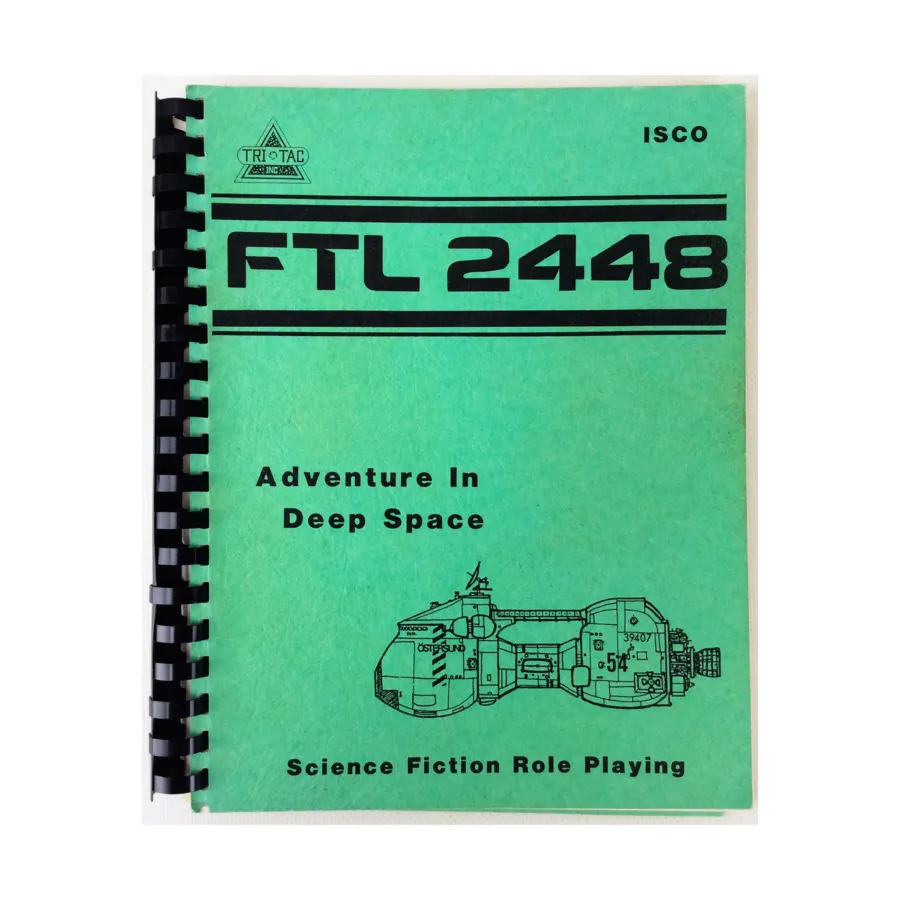 TRI TAC
INC
ISCO
FTL 2448
Adventure In
Deep Space
ÖSTERSUND
39407
54
Science Fiction Role Playing